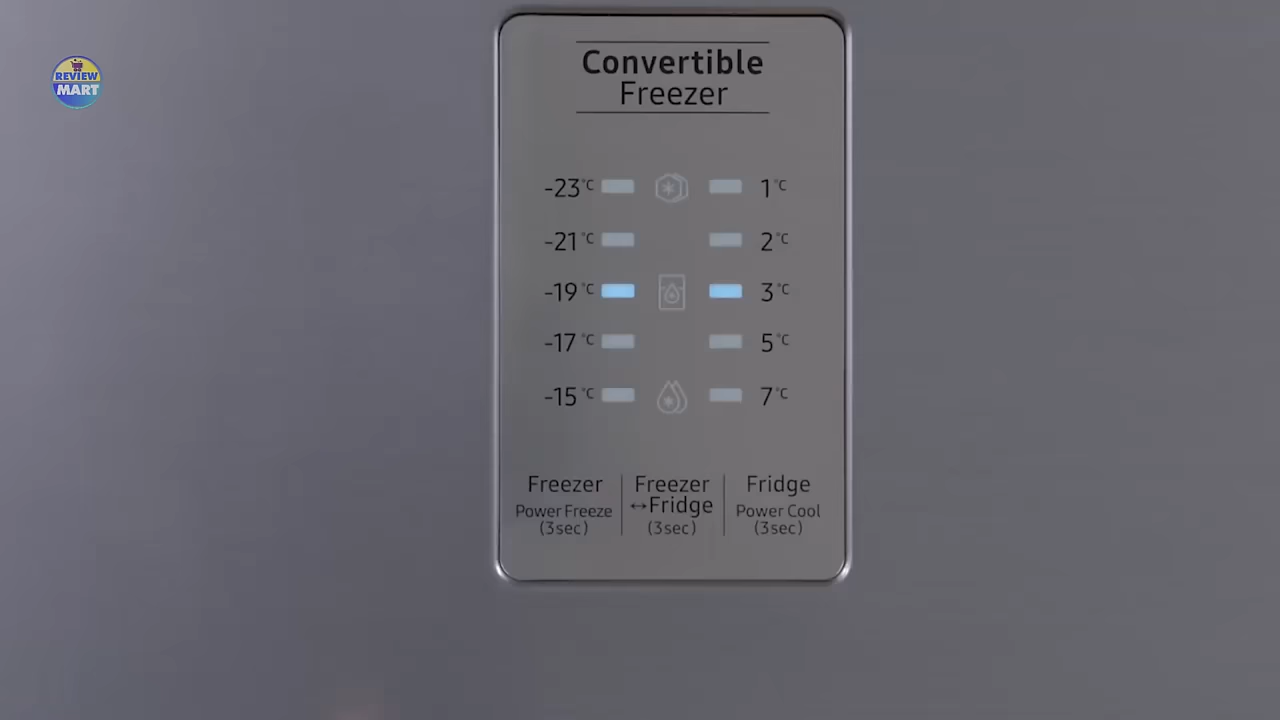 REVIEW
MART
Convertible
Freezer
-23°C 1°C
-21°C 2°C
-19°C 3°C
-17°C 5°C
-15°C 7°C
Freezer
Power Freeze
(3sec)
Freezer
↔Fridge
(3sec)
Fridge
Power Cool
(3sec)